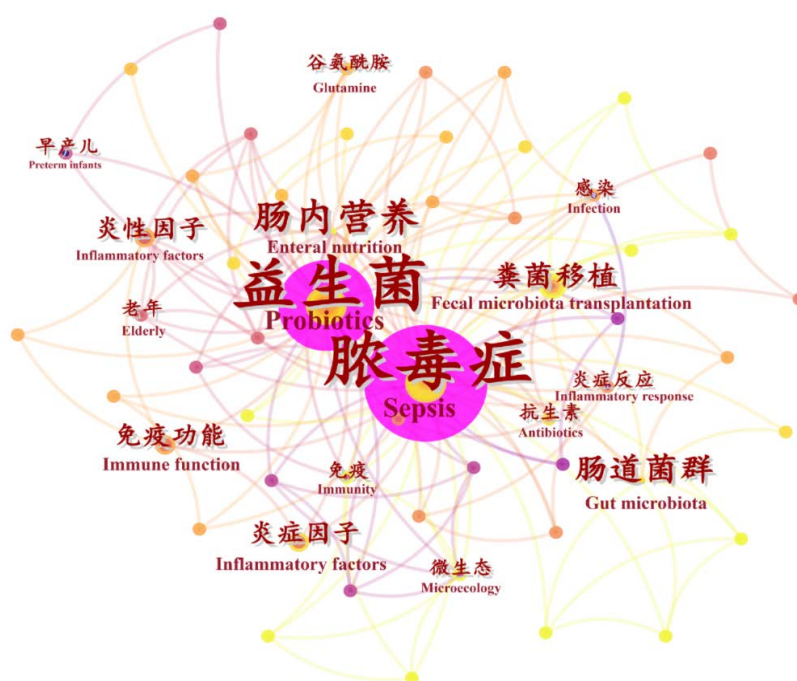 谷氨酰胺
Glutamine
早产儿
Preterm infants
感染
Infection
肠内营养
Enteral nutrition
炎性因子
Inflammatory factors
益生菌
Probiotics
粪菌移植
Fecal microbiota transplantation
老年
Elderly
脓毒症
Sepsis
炎症反应
Inflammatory response
抗生素
Antibiotics
免疫功能
Immune function
免疫
Immunity
肠道菌群
Gut microbiota
炎症因子
Inflammatory factors
微生态
Microecology